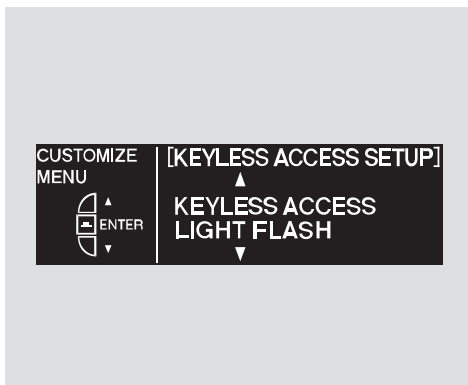 CUSTOMIZE
MENU
ENTER
[KEYLESS ACCESS SETUP]
KEYLESS ACCESS
LIGHT FLASH